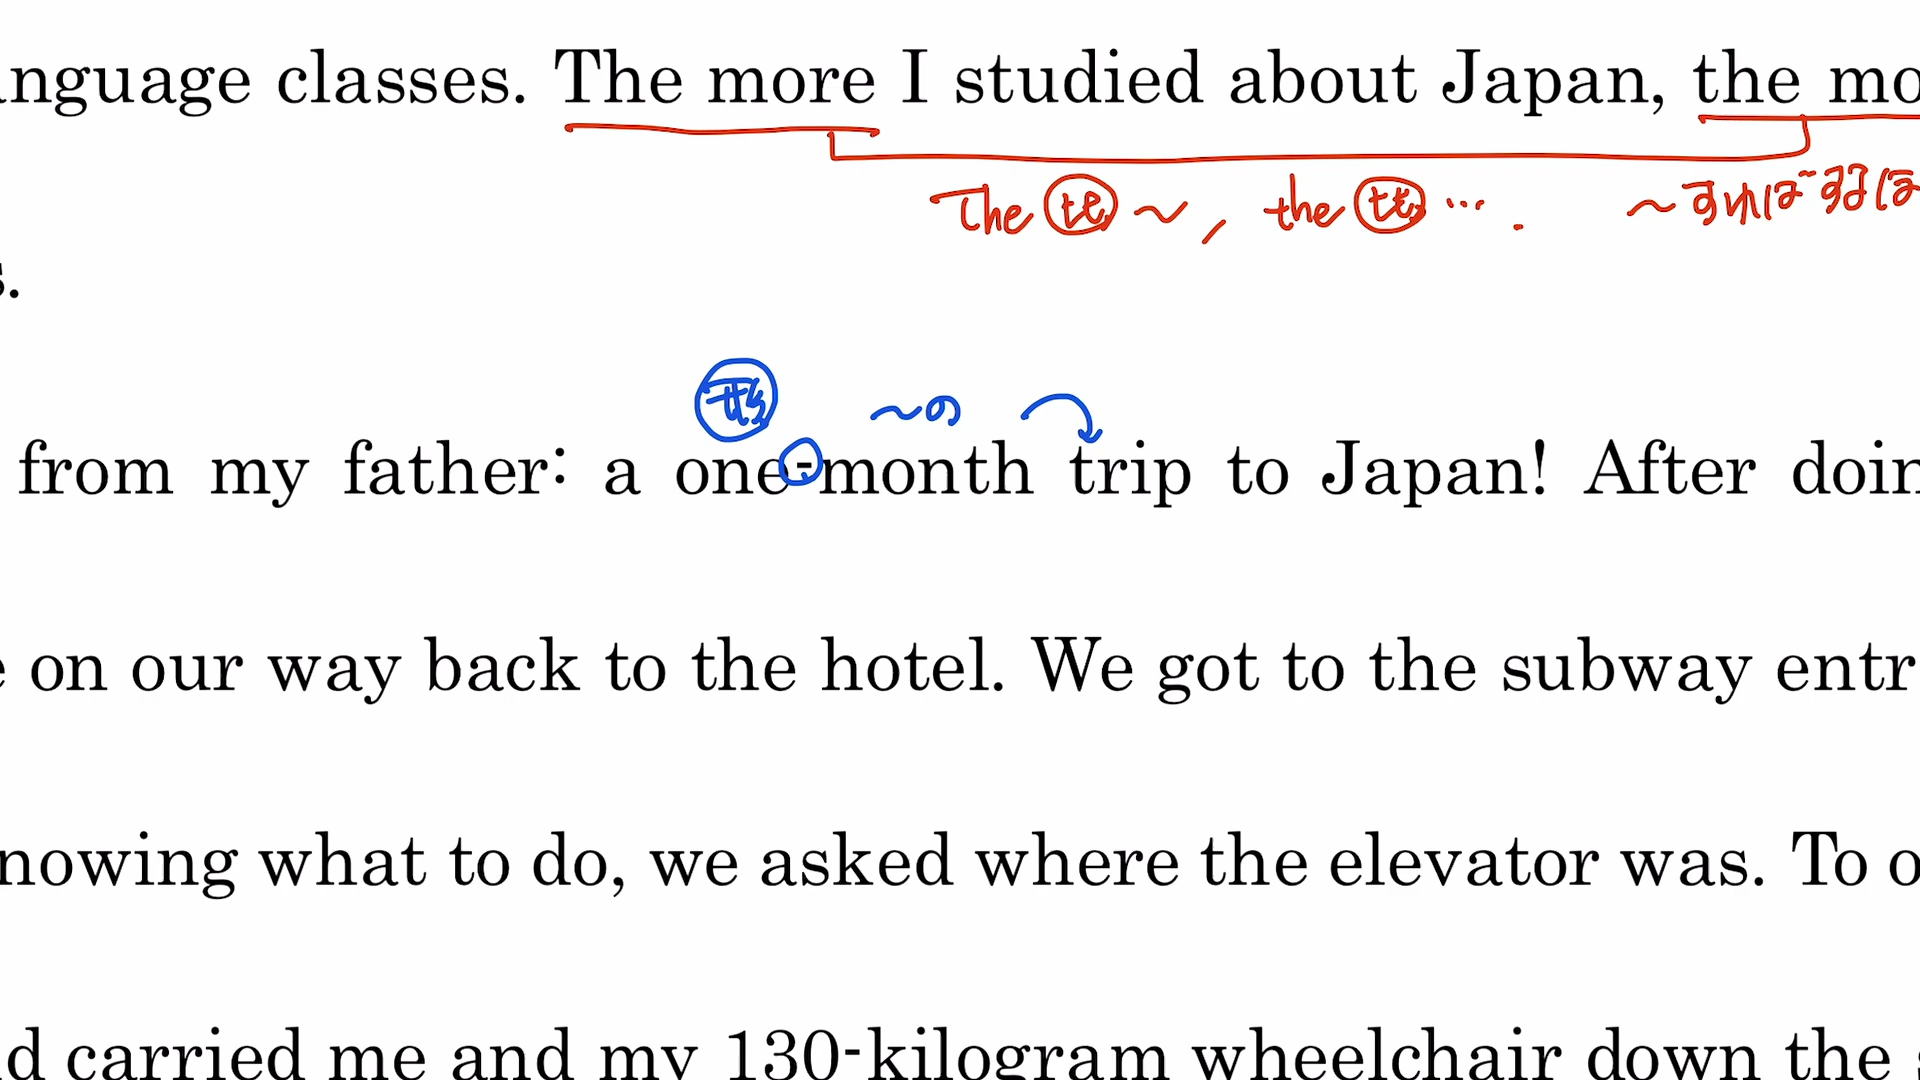 nguage classes. The more I studied about Japan, the mo
The 比 ~, the 比 .... ~すればするほ
s.
形 ~の
from my father: a one-month trip to Japan! After doin
e on our way back to the hotel. We got to the subway entr
nowing what to do, we asked where the elevator was. To o
d carried me and my 130-kilogram wheelchair down the s